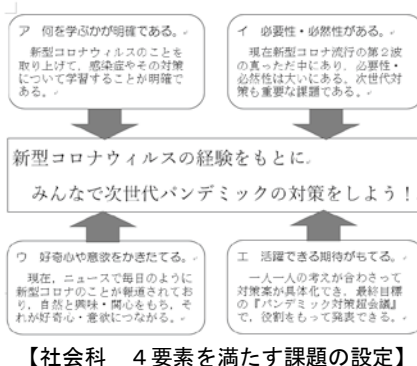 ア　何を学ぶかが明確である。
新型コロナウィルスのことを
取り上げて，感染症やその対策
について学習することが明確で
ある。
イ　必要性・必然性がある。
現在新型コロナ流行の第２波
の真っただ中にあり，必要性・
必然性は大いにある。次世代対
策も重要な課題である。
新型コロナウィルスの経験をもとに
みんなで次世代パンデミックの対策をしよう！
ウ　好奇心や意欲をかきたてる。
現在，ニュースで毎日のように
新型コロナのことが報道されてお
り，自然と興味・関心をもち，そ
れが好奇心・意欲につながる。
エ　活躍できる期待がもてる。
一人一人の考えが合わさって
対策案が具体化でき，最終目標
の『パンデミック対策超会議』
で，役割をもって発表できる。
【社会科　４要素を満たす課題の設定】